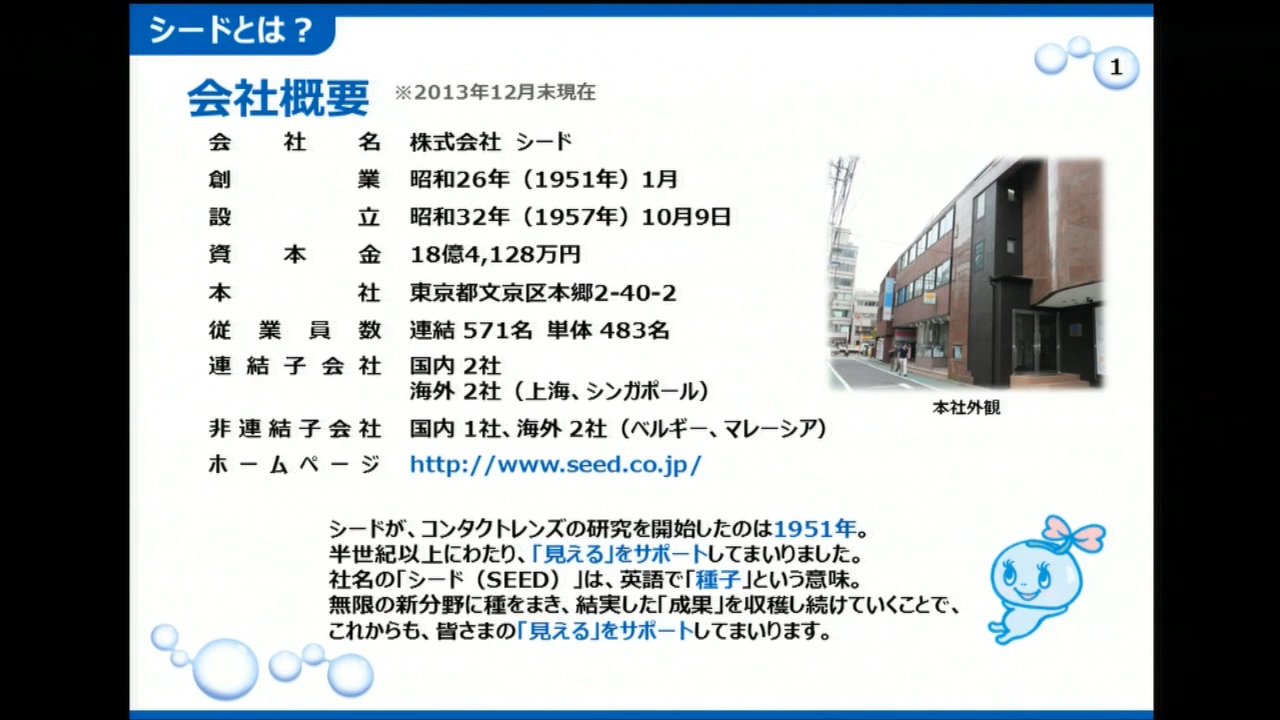 シードとは？
1
会社概要 ※2013年12月末現在
会社名 株式会社 シード
創業 昭和26年（1951年）1月
設立 昭和32年（1957年）10月9日
資本金 18億4,128万円
本社 東京都文京区本郷2-40-2
従業員数 連結 571名 単体 483名
連結子会社 国内 2社
海外 2社（上海、シンガポール）
非連結子会社 国内 1社、海外 2社（ベルギー、マレーシア）
ホームページ http://www.seed.co.jp/
本社外観
シードが、コンタクトレンズの研究を開始したのは1951年。
半世紀以上にわたり、「見える」をサポートしてまいりました。
社名の「シード（SEED）」は、英語で「種子」という意味。
無限の新分野に種をまき、結実した「成果」を収穫し続けていくことで、
これからも、皆さまの「見える」をサポートしてまいります。